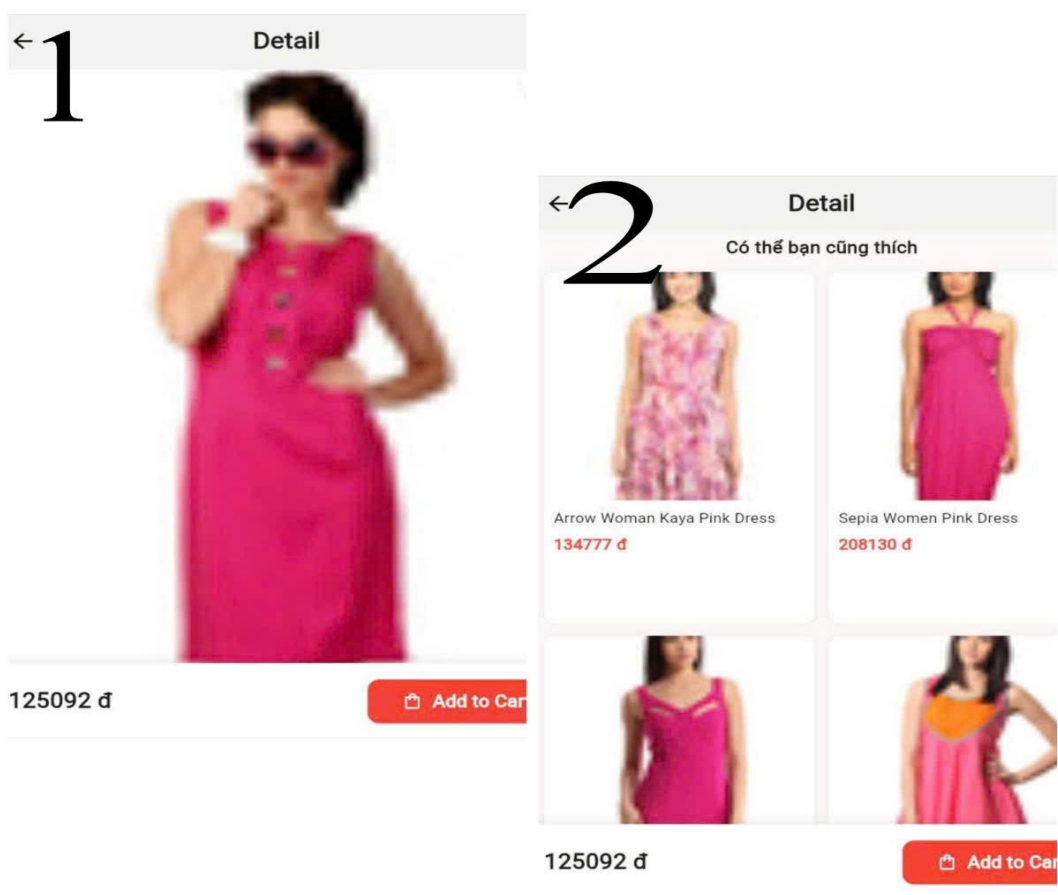 1
Detail
125092 đ
Add to Car
2
Detail
Có thể bạn cũng thích
Arrow Woman Kaya Pink Dress
134777 đ
Sepia Women Pink Dress
208130 đ
125092 đ
Add to Car